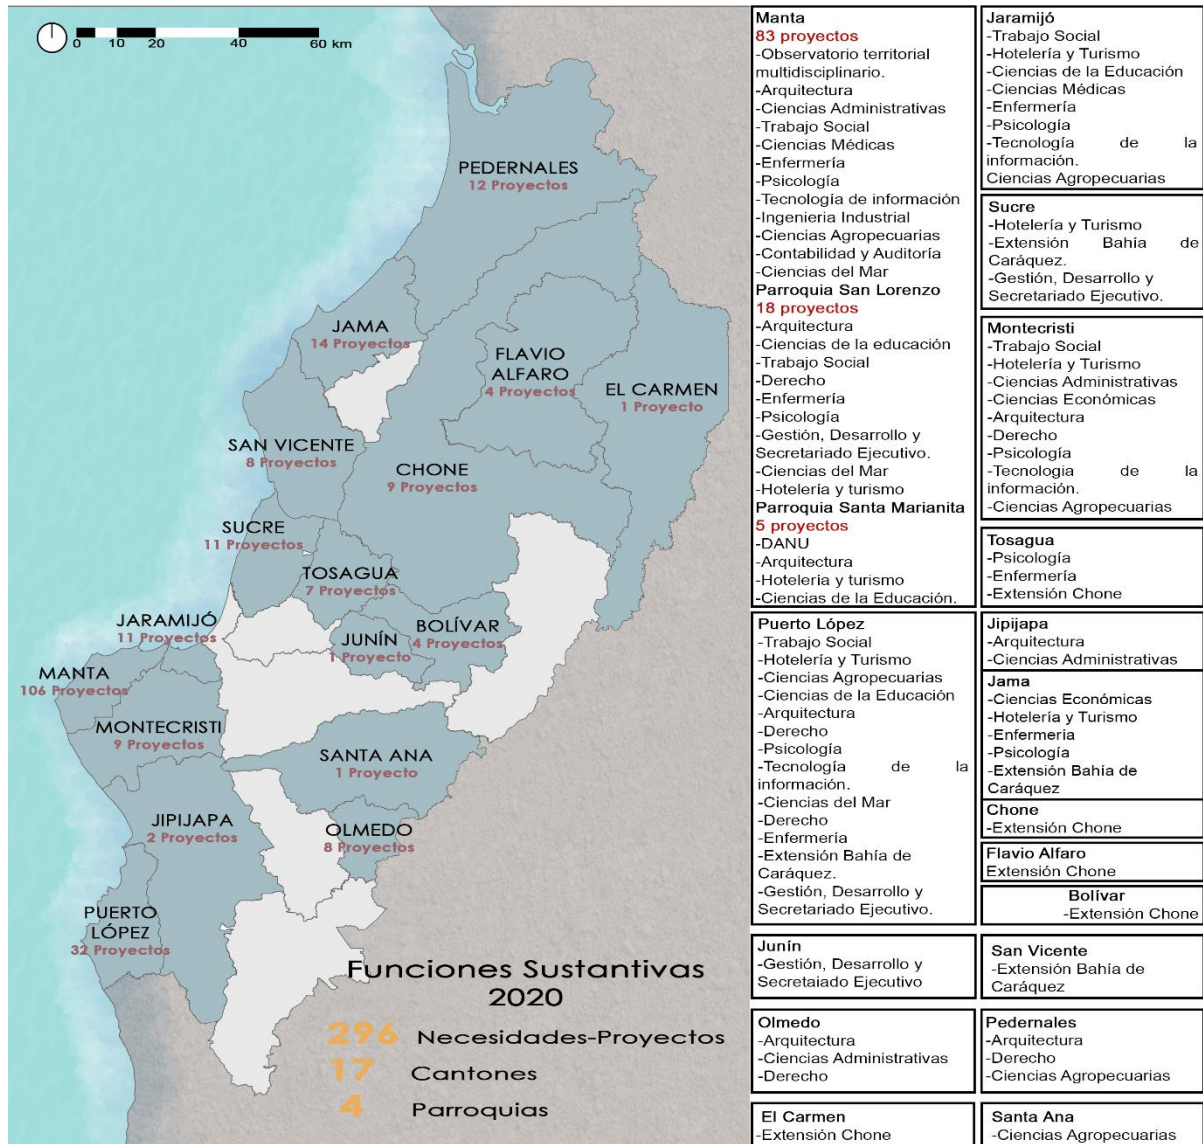 0 10 20 40 60 km
PEDERNALES
12 Proyectos
JAMA
14 Proyectos
FLAVIO
ALFARO
4 Proyectos
EL CARMEN
1 Proyecto
SAN VICENTE
8 Proyectos
CHONE
9 Proyectos
SUCRE
11 Proyectos
TOSAGUA
7 Proyectos
JARAMIJÓ
11 Proyectos
JUNÍN
1 Proyecto
BOLÍVAR
4 Proyectos
MANTA
106 Proyectos
MONTECRISTI
9 Proyectos
SANTA ANA
1 Proyecto
JIPIJAPA
2 Proyectos
OLMEDO
8 Proyectos
PUERTO
LÓPEZ
32 Proyectos
Funciones Sustantivas
2020
296 Necesidades-Proyectos
17 Cantones
4 Parroquias
Manta
83 proyectos
-Observatorio territorial
multidisciplinario.
-Arquitectura
-Ciencias Administrativas
-Trabajo Social
-Ciencias Médicas
-Enfermería
-Psicología
-Tecnología de información
-Ingenieria Industrial
-Ciencias Agropecuarias
-Contabilidad y Auditoría
-Ciencias del Mar
Parroquia San Lorenzo
18 proyectos
-Arquitectura
-Ciencias de la educación
-Trabajo Social
-Derecho
-Enfermería
-Psicología
-Gestión, Desarrollo y
Secretariado Ejecutivo.
-Ciencias del Mar
-Hotelería y turismo
Parroquia Santa Marianita
5 proyectos
-DANU
-Arquitectura
-Hotelería y turismo
-Ciencias de la Educación.
Puerto López
-Trabajo Social
-Hotelería y Turismo
-Ciencias Agropecuarias
-Ciencias de la Educación
-Arquitectura
-Derecho
-Psicología
-Tecnología de la
información.
-Ciencias del Mar
-Derecho
-Enfermería
-Extensión Bahía de
Caráquez.
-Gestión, Desarrollo y
Secretariado Ejecutivo.
Junín
-Gestión, Desarrollo y
Secretaiado Ejecutivo
Olmedo
-Arquitectura
-Ciencias Administrativas
-Derecho
El Carmen
-Extensión Chone
Jaramijó
-Trabajo Social
-Hotelería y Turismo
-Ciencias de la Educación
-Ciencias Médicas
-Enfermería
-Psicología
-Tecnología de la
información.
Ciencias Agropecuarias
Sucre
-Hotelería y Turismo
-Extensión Bahía de
Caráquez.
-Gestión, Desarrollo y
Secretariado Ejecutivo.
Montecristi
-Trabajo Social
-Hotelería y Turismo
-Ciencias Administrativas
-Ciencias Económicas
-Arquitectura
-Derecho
-Psicología
-Tecnologia de la
información.
-Ciencias Agropecuarias
Tosagua
-Psicología
-Enfermería
-Extensión Chone
Jipijapa
-Arquitectura
-Ciencias Administrativas
Jama
-Ciencias Económicas
-Hotelería y Turismo
-Enfermería
-Psicología
-Extensión Bahía de
Caráquez
Chone
-Extensión Chone
Flavio Alfaro
Extensión Chone
Bolívar
-Extensión Chone
San Vicente
-Extensión Bahía de
Caráquez
Pedernales
-Arquitectura
-Derecho
-Ciencias Agropecuarias
Santa Ana
-Ciencias Agropecuarias